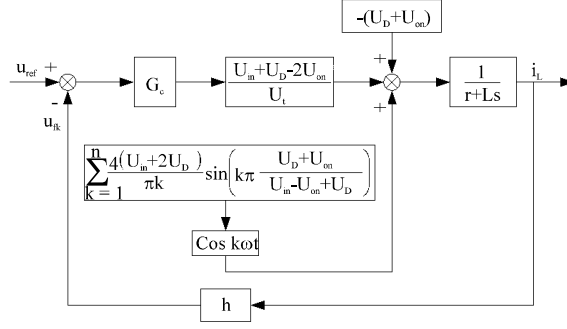 -(U_D+U_on)
u_ref + + i_L
G_c (U_in+U_D-2U_on)/U_t 1/(r+Ls)
- +
u_fk
n∑k = 1 4(U_in+2U_D)/πk sin(kπ (U_D+U_on)/(U_in-U_on+U_D))
Cos kωt
h